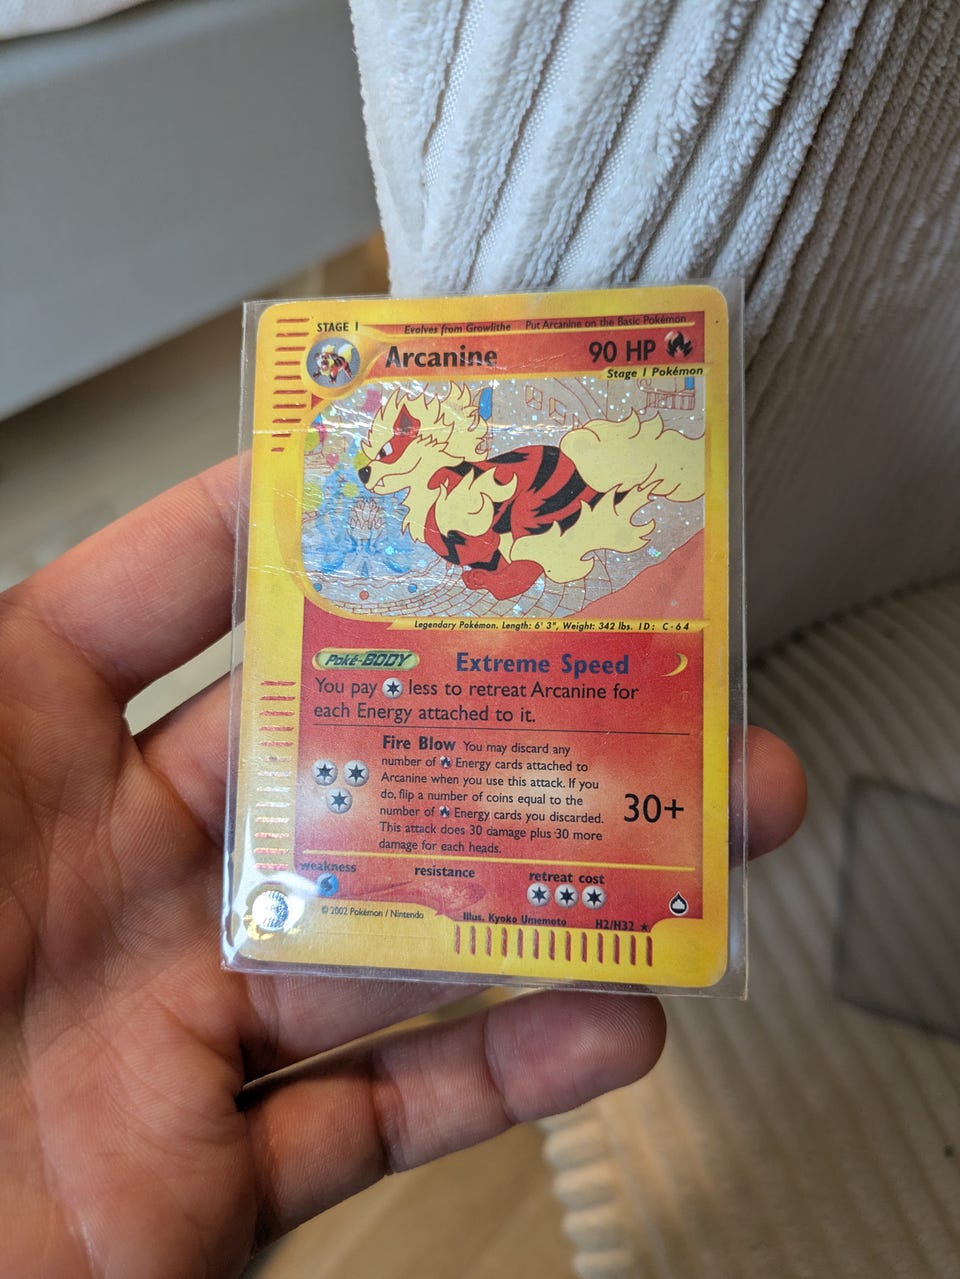 STAGE 1 Evolves from Growlithe Put Arcanine on the Basic Pokémon
Arcanine 90 HP
Stage 1 Pokémon
Legendary Pokémon. Length: 6' 3", Weight: 342 lbs. ID: C-64
Poké-BODY Extreme Speed
You pay less to retreat Arcanine for
each Energy attached to it.
Fire Blow You may discard any
number of Energy cards attached to
Arcanine when you use this attack. If you
do, flip a number of coins equal to the
number of Energy cards you discarded.
This attack does 30 damage plus 30 more
damage for each heads.
30+
weakness resistance retreat cost
© 2002 Pokémon / Nintendo Illus. Kyoko Umemoto H2/H32